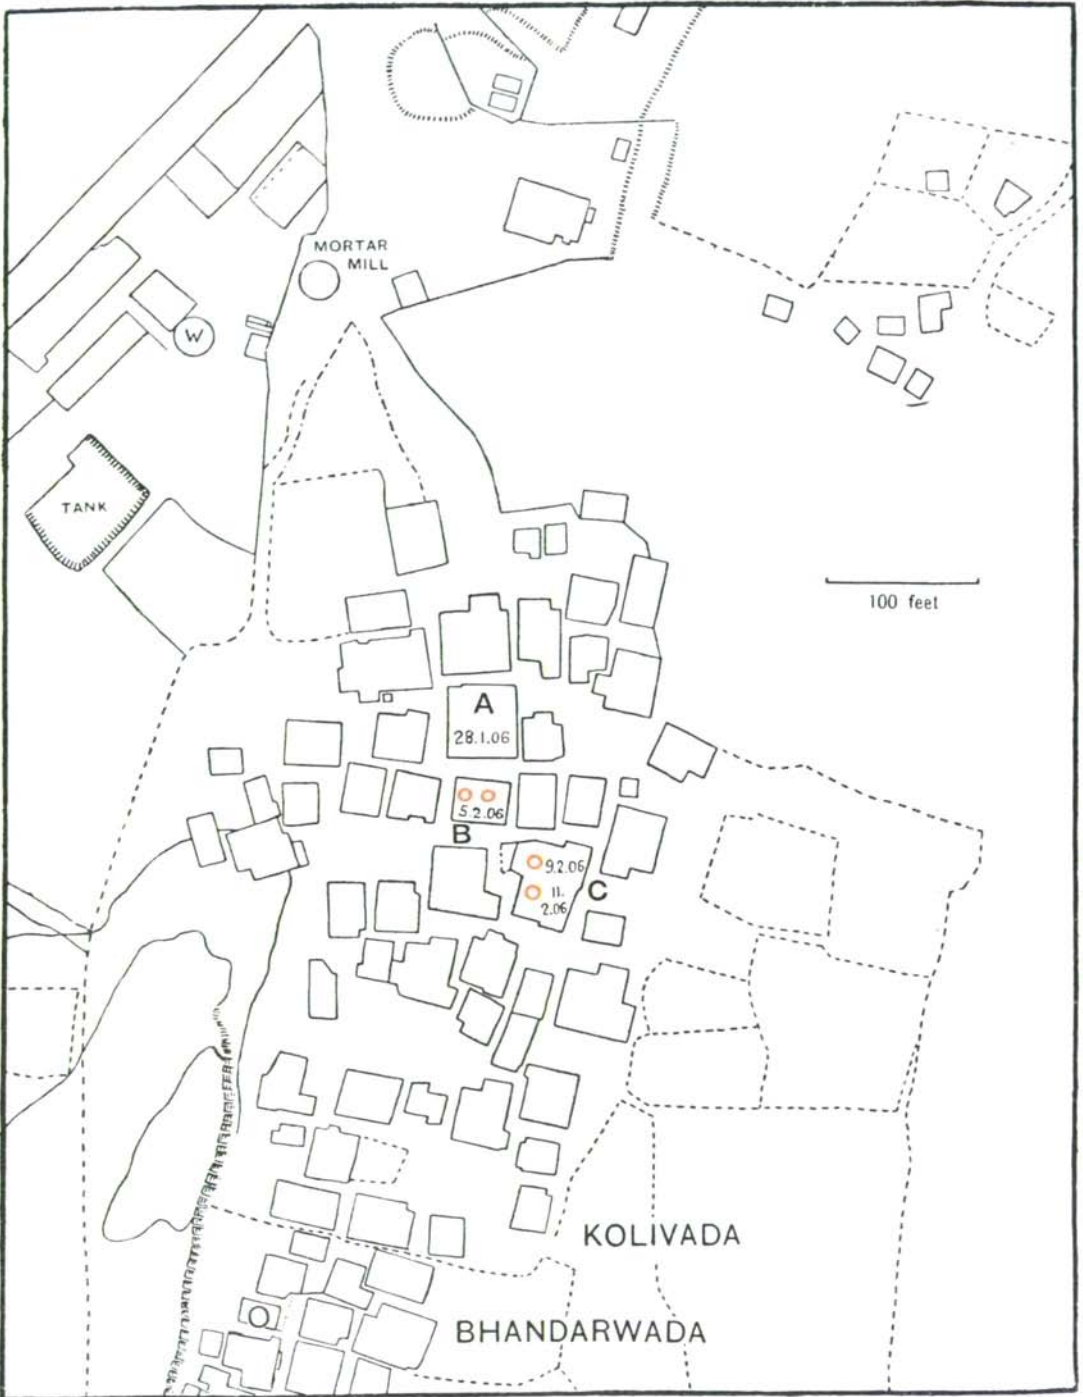 MORTAR
MILL
W
TANK
100 feet
A
28.1.06
5.2.06
B
9.2.06
11.
2.06
C
KOLIVADA
BHANDARWADA